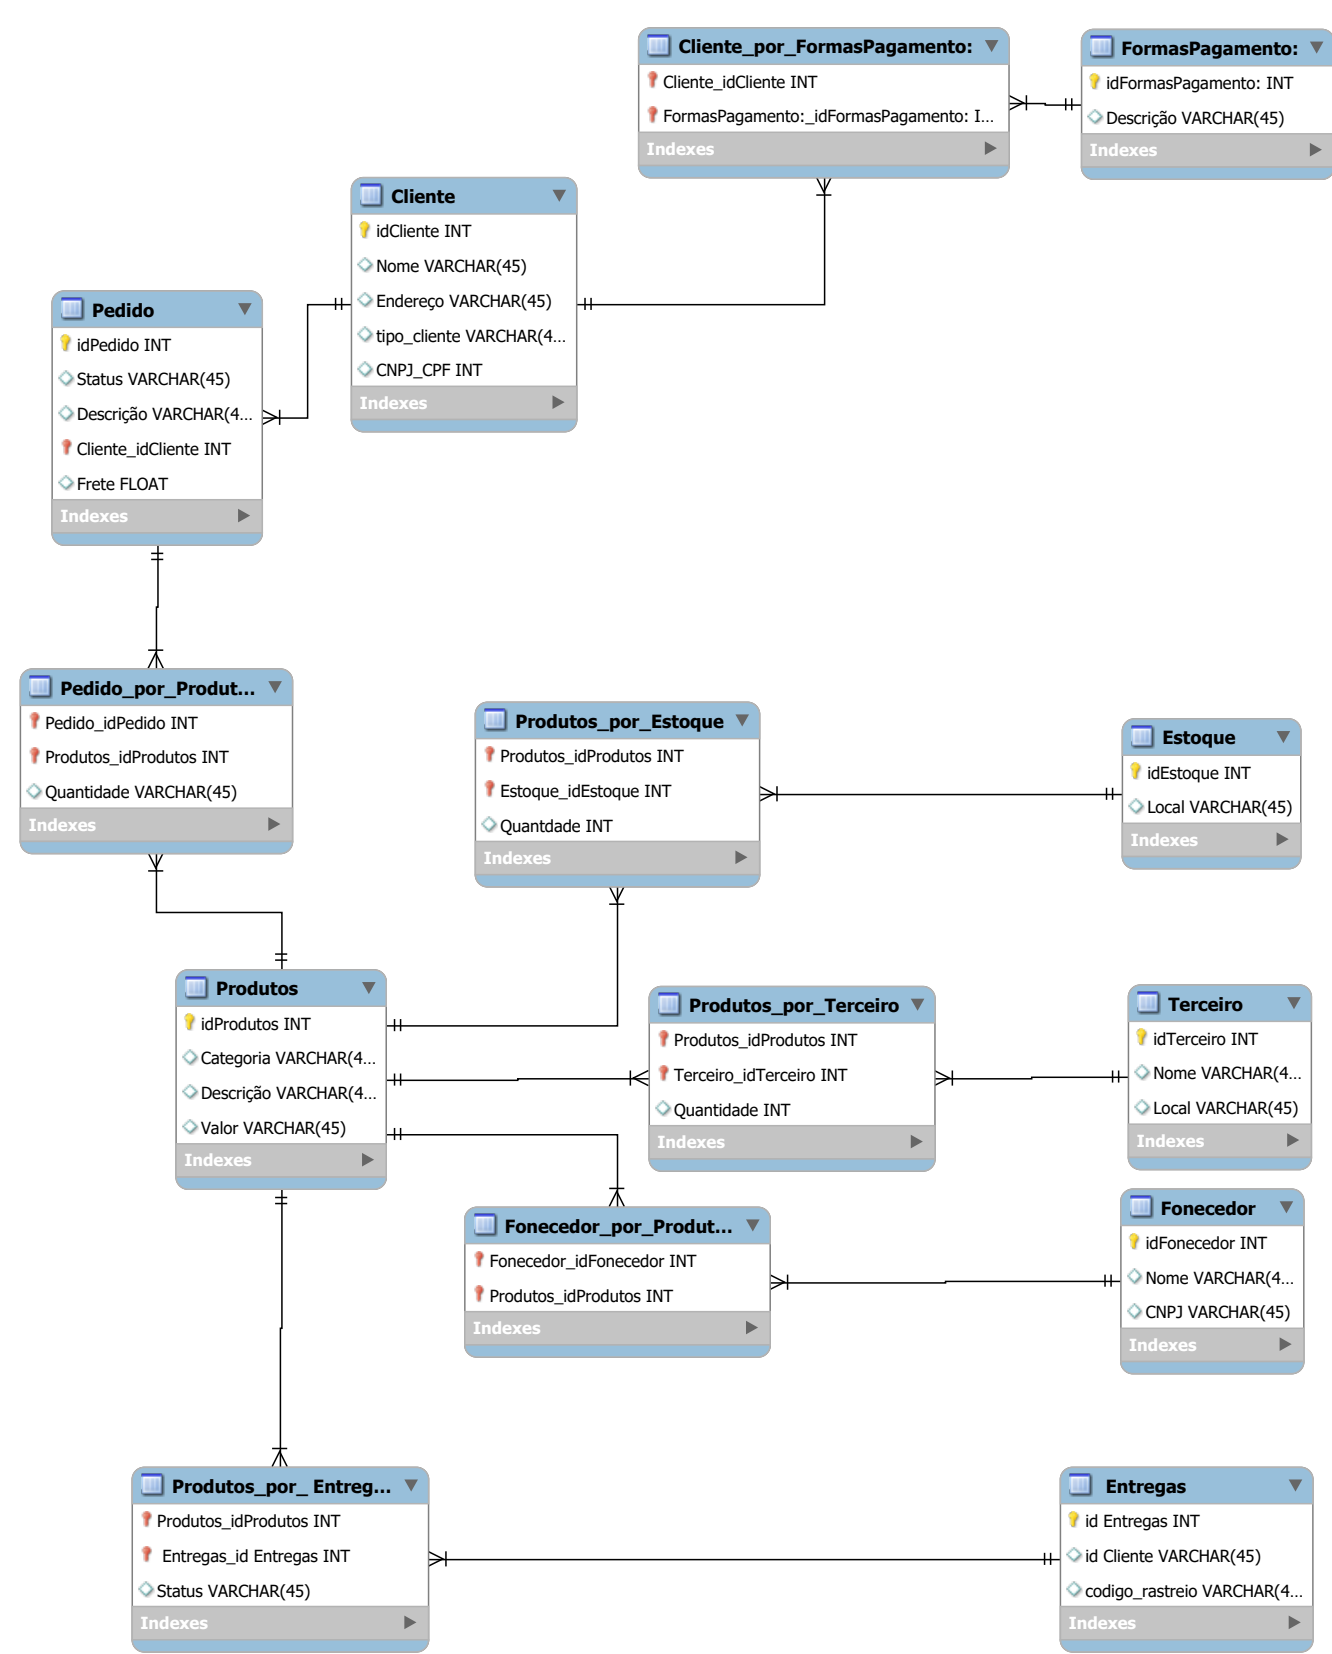 Cliente_por_FormasPagamento:
Cliente_idCliente INT
FormasPagamento:_idFormasPagamento: I...
Indexes
FormasPagamento:
idFormasPagamento: INT
Descrição VARCHAR(45)
Indexes
Cliente
idCliente INT
Nome VARCHAR(45)
Endereço VARCHAR(45)
tipo_cliente VARCHAR(4...
CNPJ_CPF INT
Indexes
Pedido
idPedido INT
Status VARCHAR(45)
Descrição VARCHAR(4...
Cliente_idCliente INT
Frete FLOAT
Indexes
Pedido_por_Produt...
Pedido_idPedido INT
Produtos_idProdutos INT
Quantidade VARCHAR(45)
Indexes
Produtos_por_Estoque
Produtos_idProdutos INT
Estoque_idEstoque INT
Quantdade INT
Indexes
Estoque
idEstoque INT
Local VARCHAR(45)
Indexes
Produtos
idProdutos INT
Categoria VARCHAR(4...
Descrição VARCHAR(4...
Valor VARCHAR(45)
Indexes
Produtos_por_Terceiro
Produtos_idProdutos INT
Terceiro_idTerceiro INT
Quantidade INT
Indexes
Terceiro
idTerceiro INT
Nome VARCHAR(4...
Local VARCHAR(45)
Indexes
Fonecedor_por_Produt...
Fonecedor_idFonecedor INT
Produtos_idProdutos INT
Indexes
Fonecedor
idFonecedor INT
Nome VARCHAR(4...
CNPJ VARCHAR(45)
Indexes
Produtos_por_ Entreg...
Produtos_idProdutos INT
Entregas_id Entregas INT
Status VARCHAR(45)
Indexes
Entregas
id Entregas INT
id Cliente VARCHAR(45)
codigo_rastreio VARCHAR(4...
Indexes